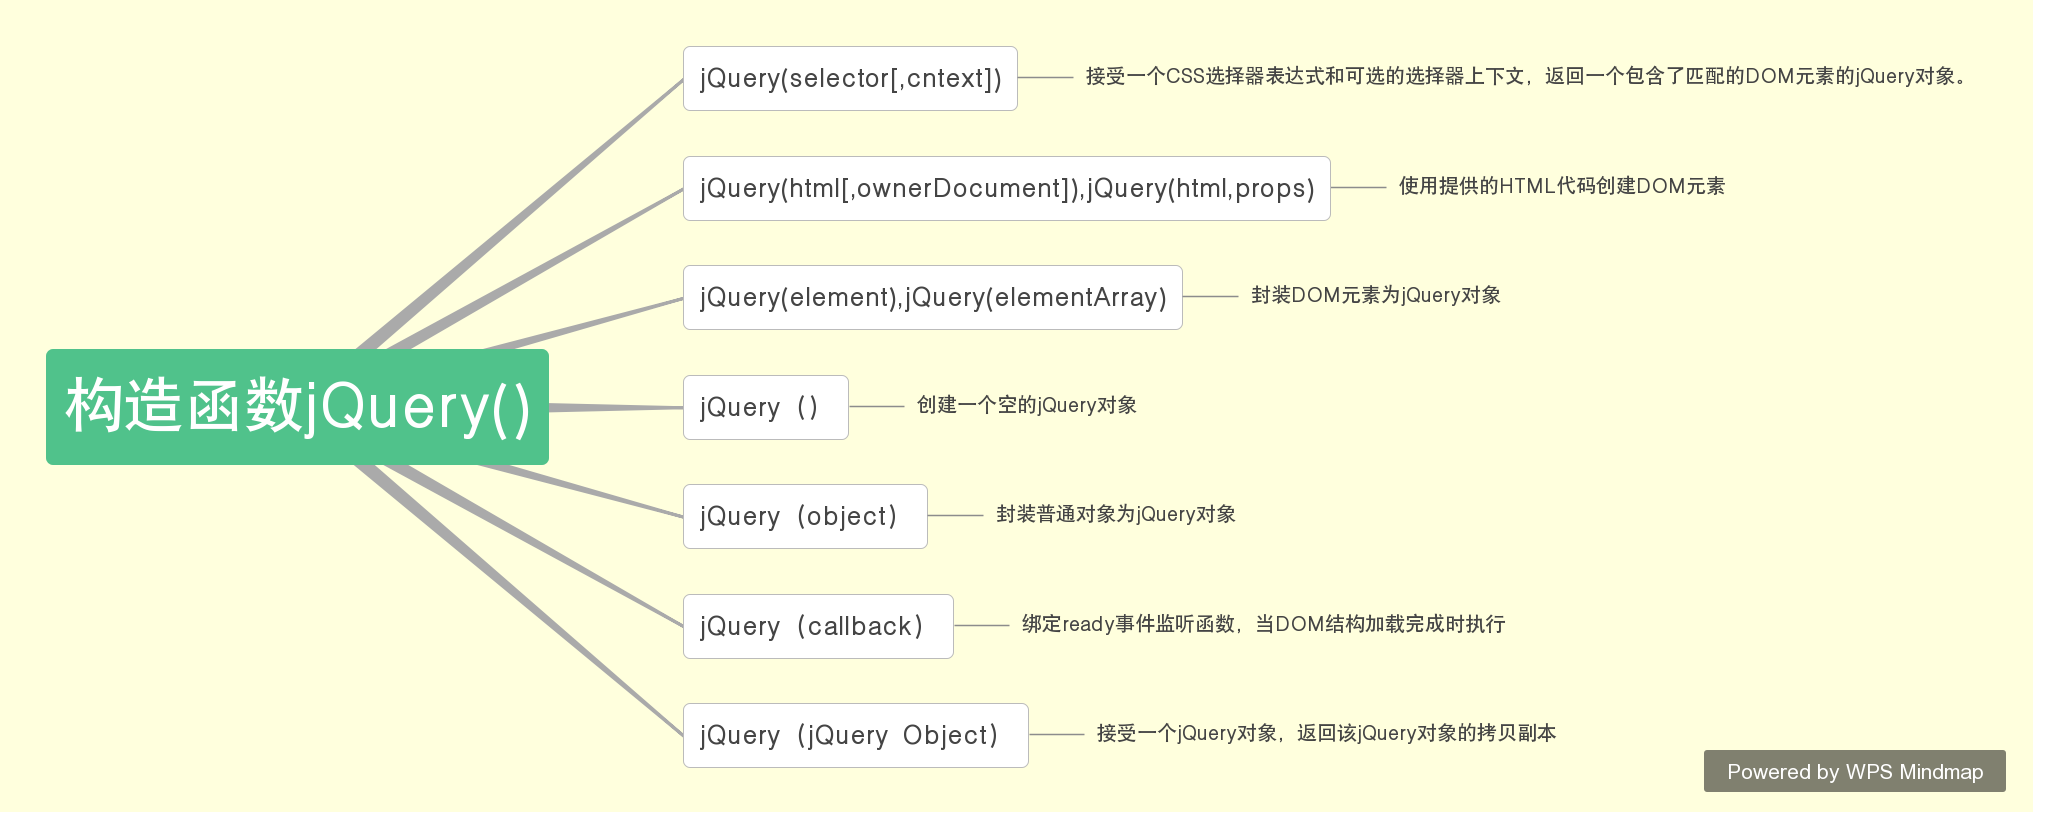 构造函数jQuery()
jQuery(selector[,cntext])
接受一个CSS选择器表达式和可选的选择器上下文，返回一个包含了匹配的DOM元素的jQuery对象。
jQuery(html[,ownerDocument]),jQuery(html,props)
使用提供的HTML代码创建DOM元素
jQuery(element),jQuery(elementArray)
封装DOM元素为jQuery对象
jQuery（）
创建一个空的jQuery对象
jQuery（object）
封装普通对象为jQuery对象
jQuery（callback）
绑定ready事件监听函数，当DOM结构加载完成时执行
jQuery（jQuery Object）
接受一个jQuery对象，返回该jQuery对象的拷贝副本
Powered by WPS Mindmap